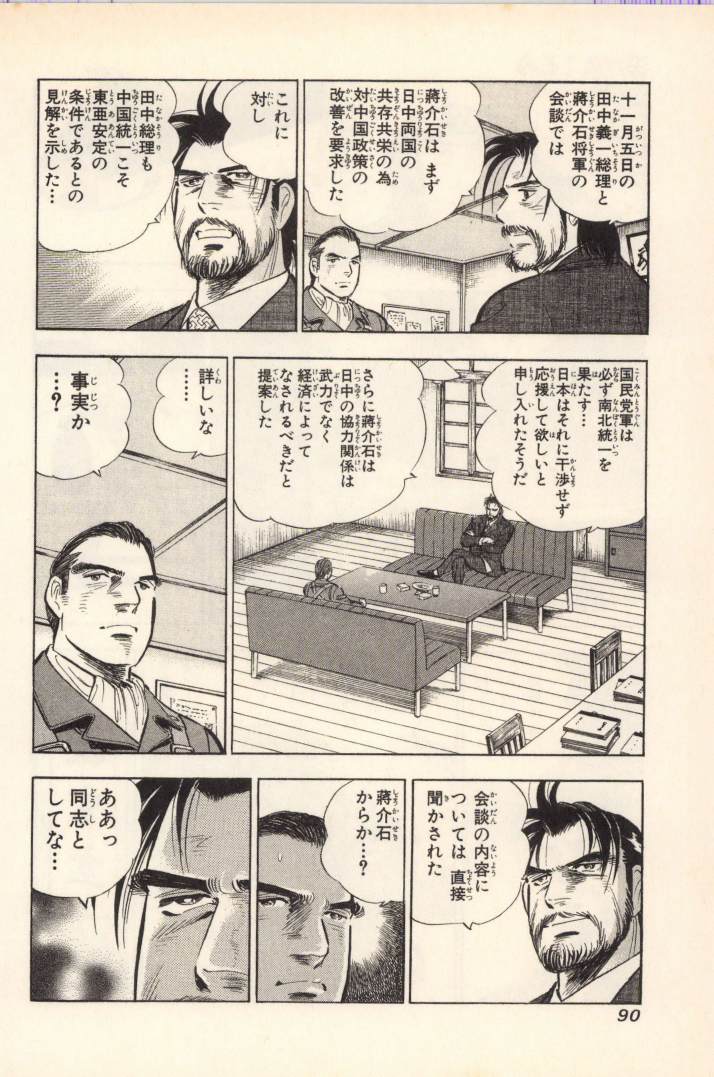 十一月五日の
田中義一総理と
蔣介石将軍の
会談では
蔣介石は まず
日中両国の
共存共栄の為
対中国政策の
改善を要求した
これに
対し
田中総理も
中国統一こそ
東亜安定の
条件であるとの
見解を示した…
国民党軍は
必ず南北統一を
果たす…
日本はそれに干渉せず
応援して欲しいと
申し入れたそうだ
さらに蔣介石は
日中の協力関係は
武力でなく
経済によって
なされるべきだと
提案した
詳しいな
……
事実か
…?
会談の内容に
ついては 直接
聞かされた
蔣介石
からか…?
ああっ
同志と
してな…
90